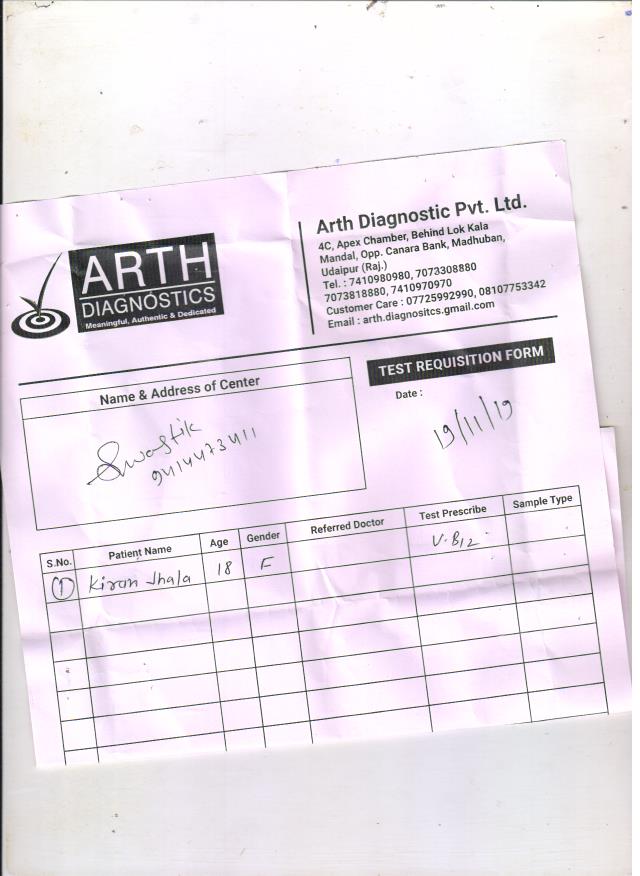 ARTH
DIAGNOSTICS
Meaningful, Authentic & Dedicated
Arth Diagnostic Pvt. Ltd.
4C, Apex Chamber, Behind Lok Kala
Mandal, Opp. Canara Bank, Madhuban,
Udaipur (Raj.)
Tel. : 7410980980, 7073308880
7073818880, 7410970970
Customer Care : 07725992990, 08107753342
Email : arth.diagnositcs.gmail.com
Name & Address of Center
Swastik
9414473411
TEST REQUISITION FORM
Date :
19/11/19
S.No. Patient Name Age Gender Referred Doctor Test Prescribe Sample Type
1 Kiran Jhala 18 F V.B12